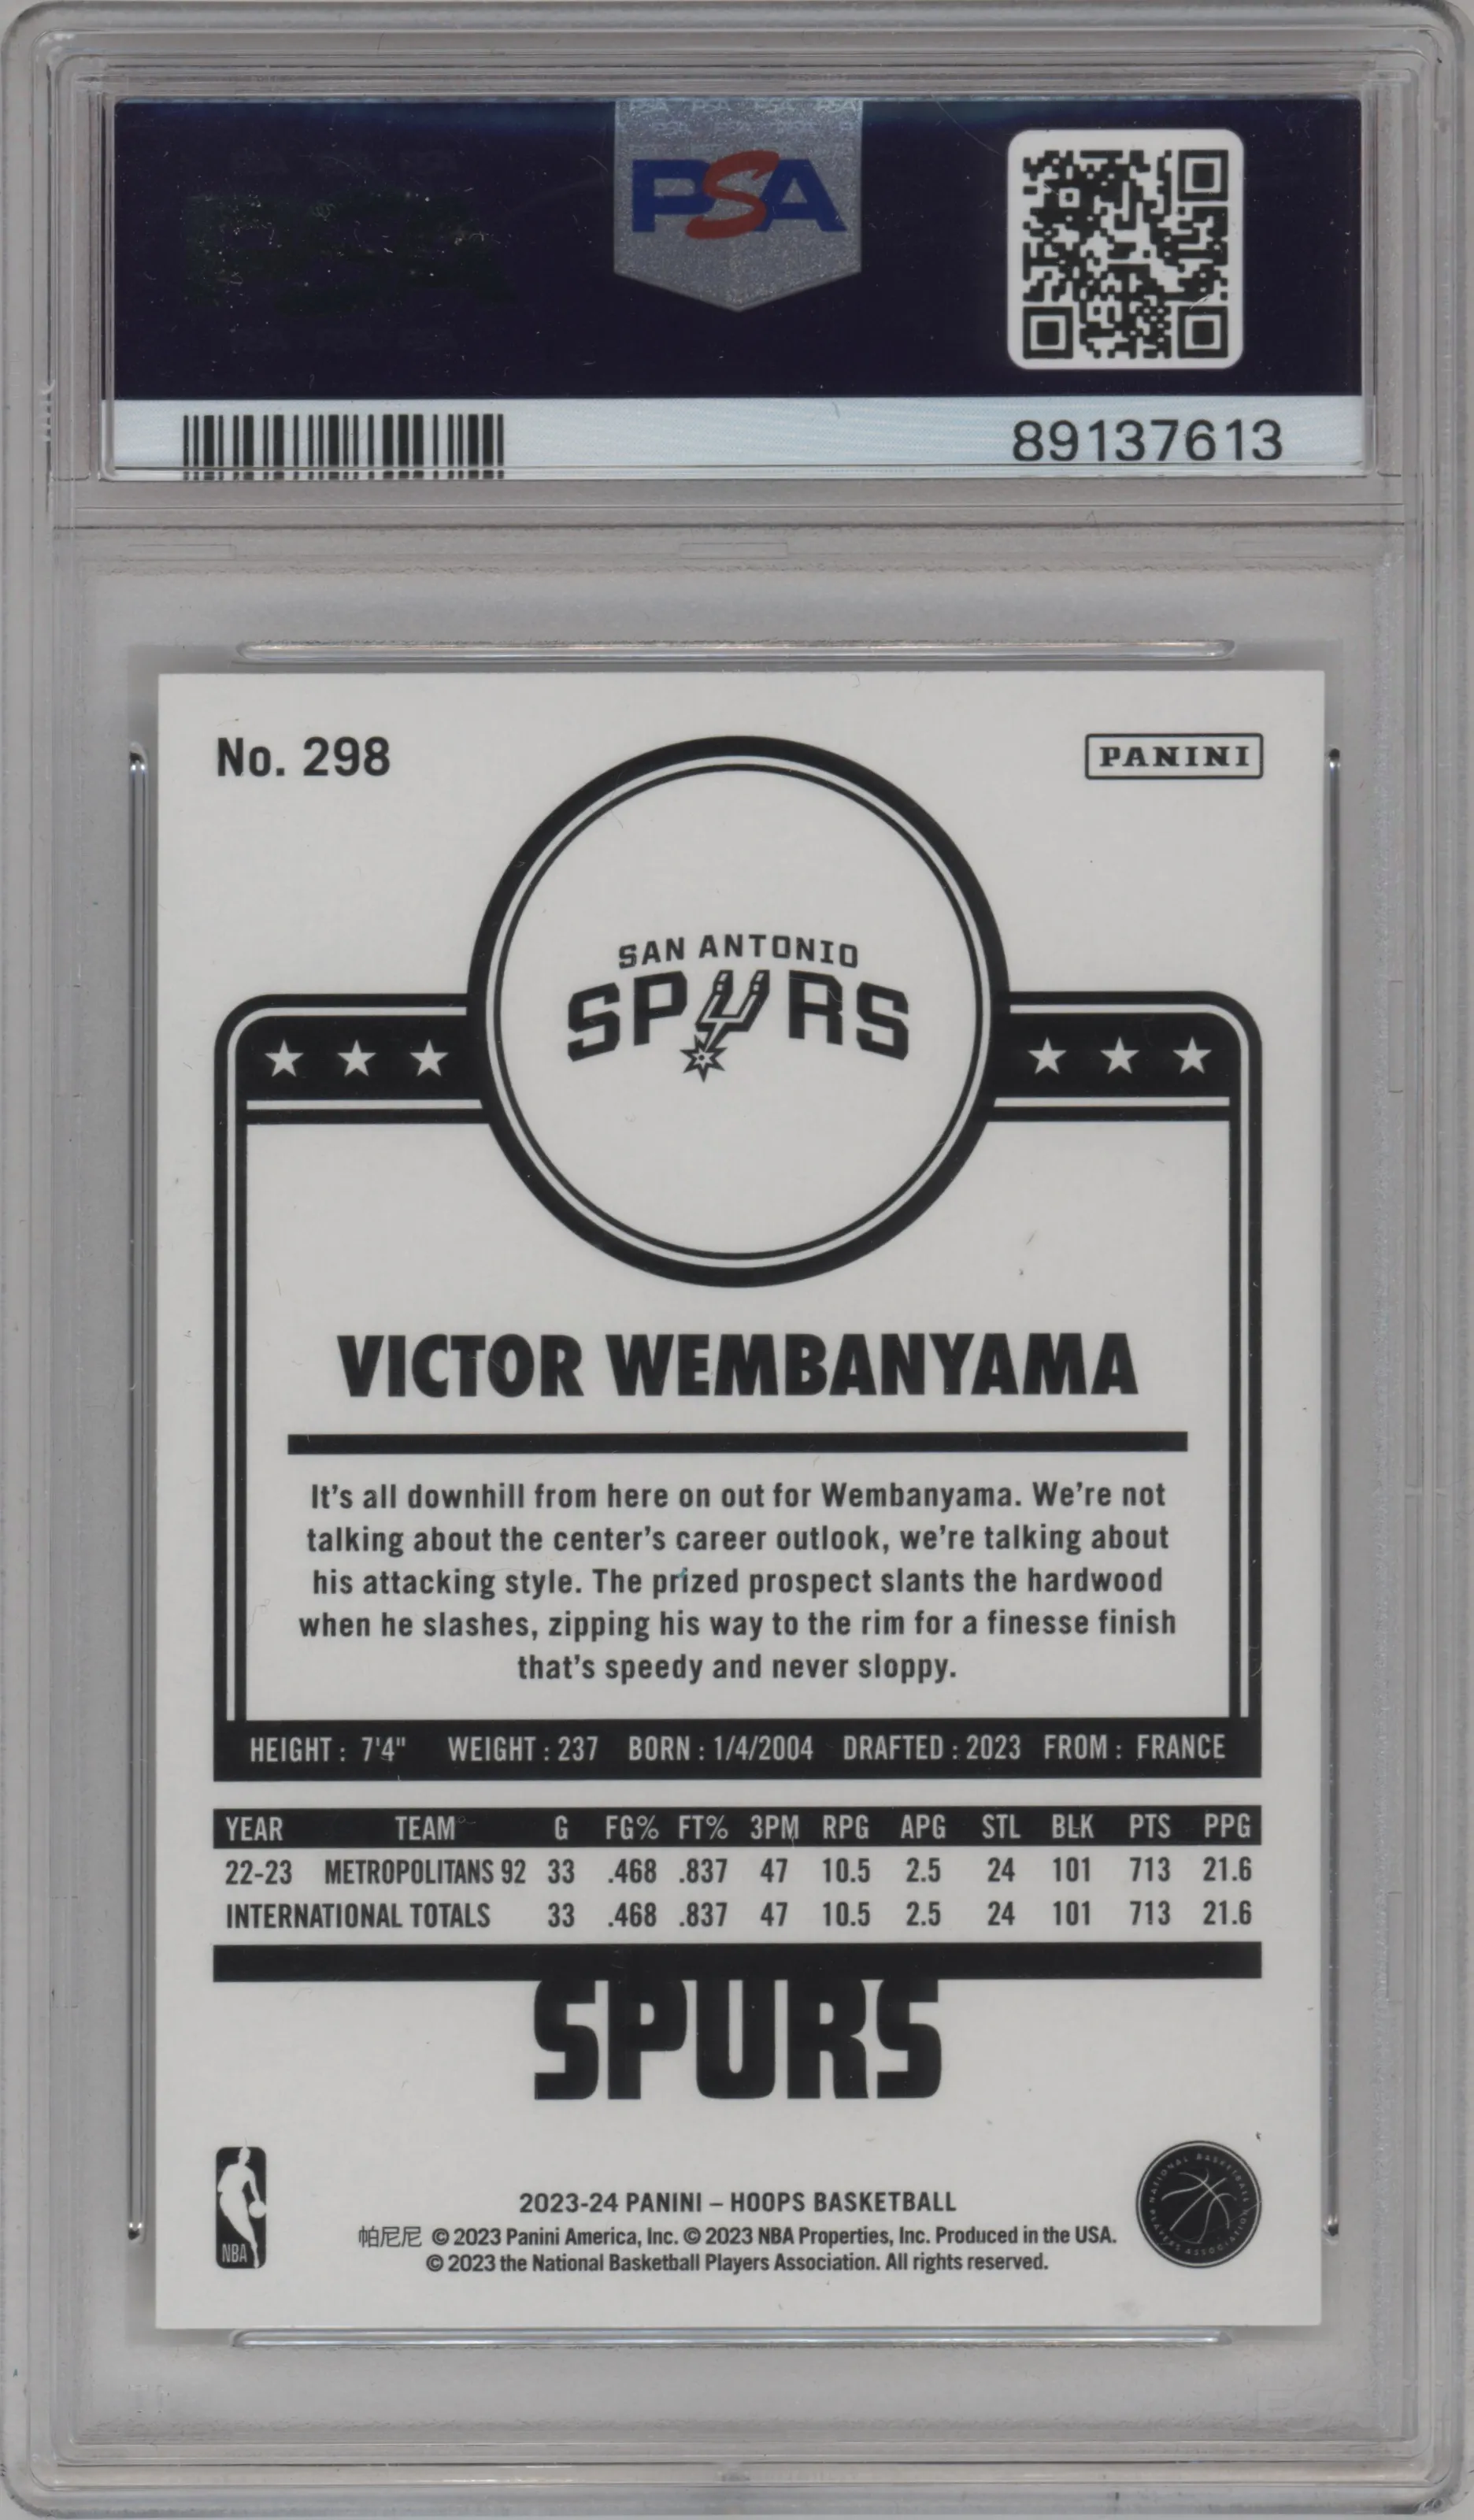 PSA
89137613
No. 298
PANINI
SAN ANTONIO
SPURS
VICTOR WEMBANYAMA
It's all downhill from here on out for Wembanyama. We're not
talking about the center's career outlook, we're talking about
his attacking style. The prized prospect slants the hardwood
when he slashes, zipping his way to the rim for a finesse finish
that's speedy and never sloppy.
HEIGHT : 7'4" WEIGHT : 237 BORN : 1/4/2004 DRAFTED : 2023 FROM : FRANCE
YEAR TEAM G FG% FT% 3PM RPG APG STL BLK PTS PPG
22-23 METROPOLITANS 92 33 .468 .837 47 10.5 2.5 24 101 713 21.6
INTERNATIONAL TOTALS 33 .468 .837 47 10.5 2.5 24 101 713 21.6
SPURS
2023-24 PANINI – HOOPS BASKETBALL
帕尼尼 © 2023 Panini America, Inc. © 2023 NBA Properties, Inc. Produced in the USA.
© 2023 the National Basketball Players Association. All rights reserved.
NBA
NATIONAL BASKETBALL PLAYERS ASSOCIATION